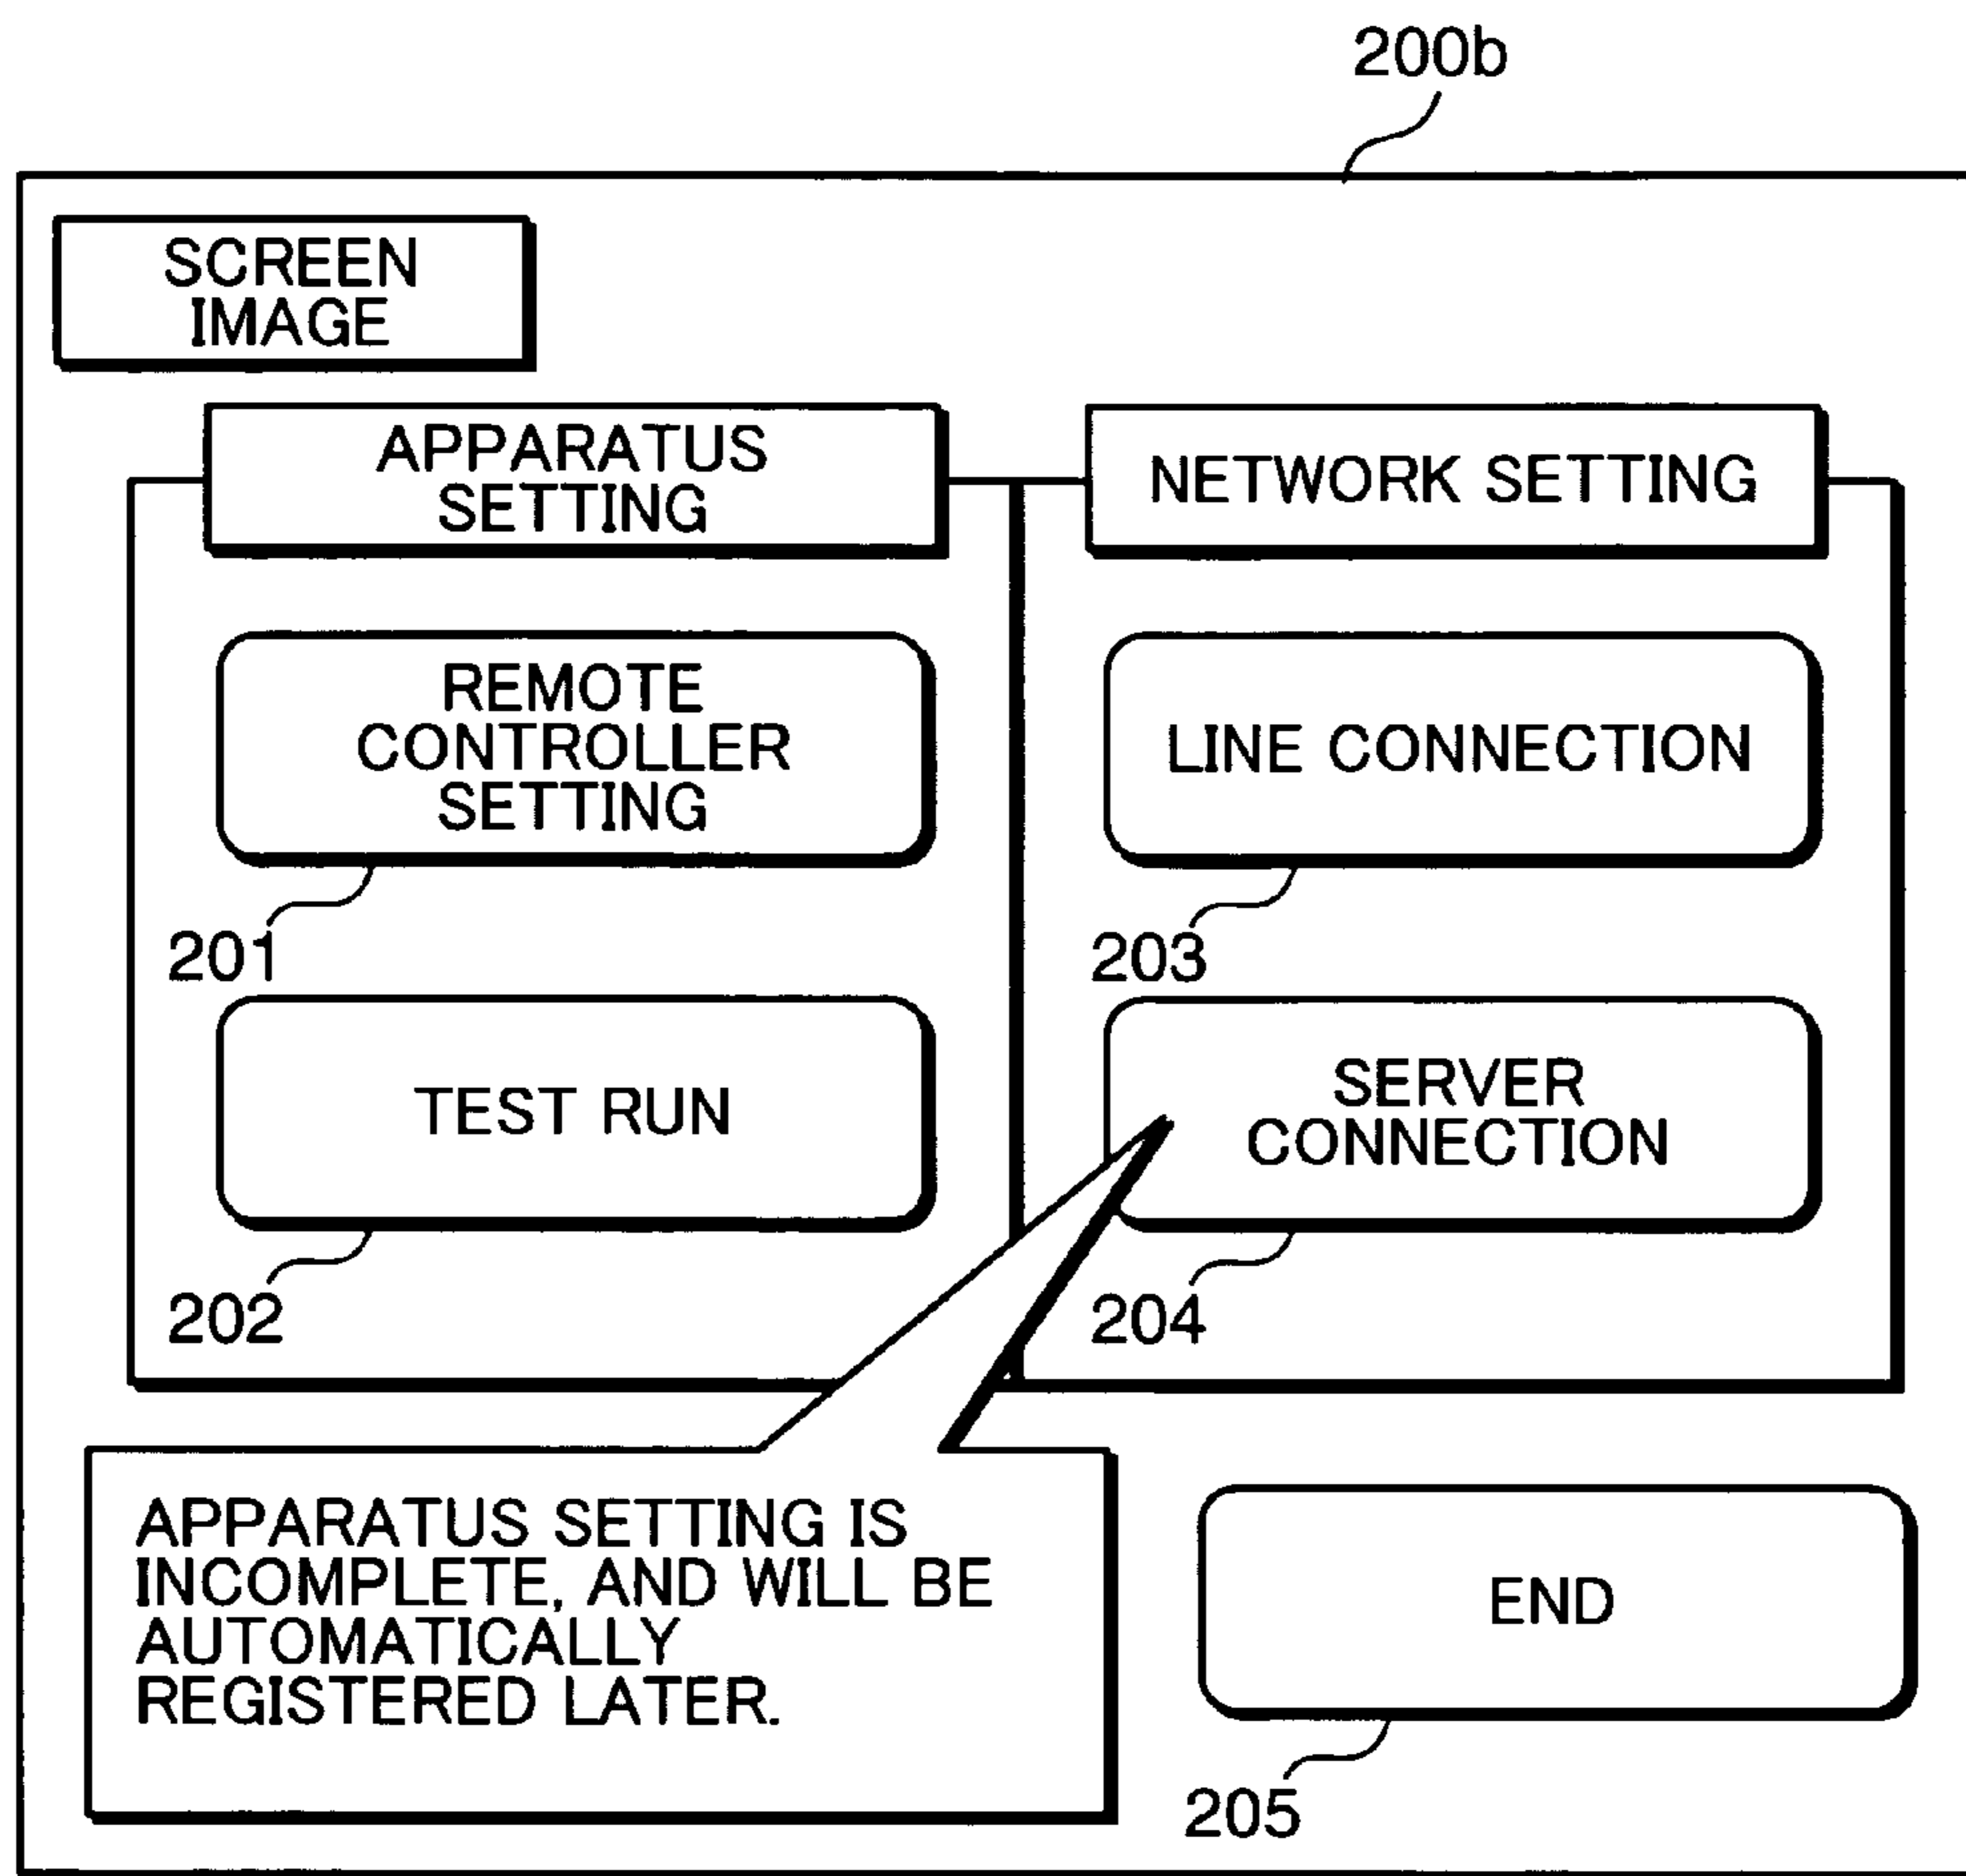 200b
SCREEN
IMAGE
APPARATUS
SETTING
NETWORK SETTING
REMOTE
CONTROLLER
SETTING
201
LINE CONNECTION
203
TEST RUN
202
SERVER
CONNECTION
204
APPARATUS SETTING IS
INCOMPLETE, AND WILL BE
AUTOMATICALLY
REGISTERED LATER.
END
205